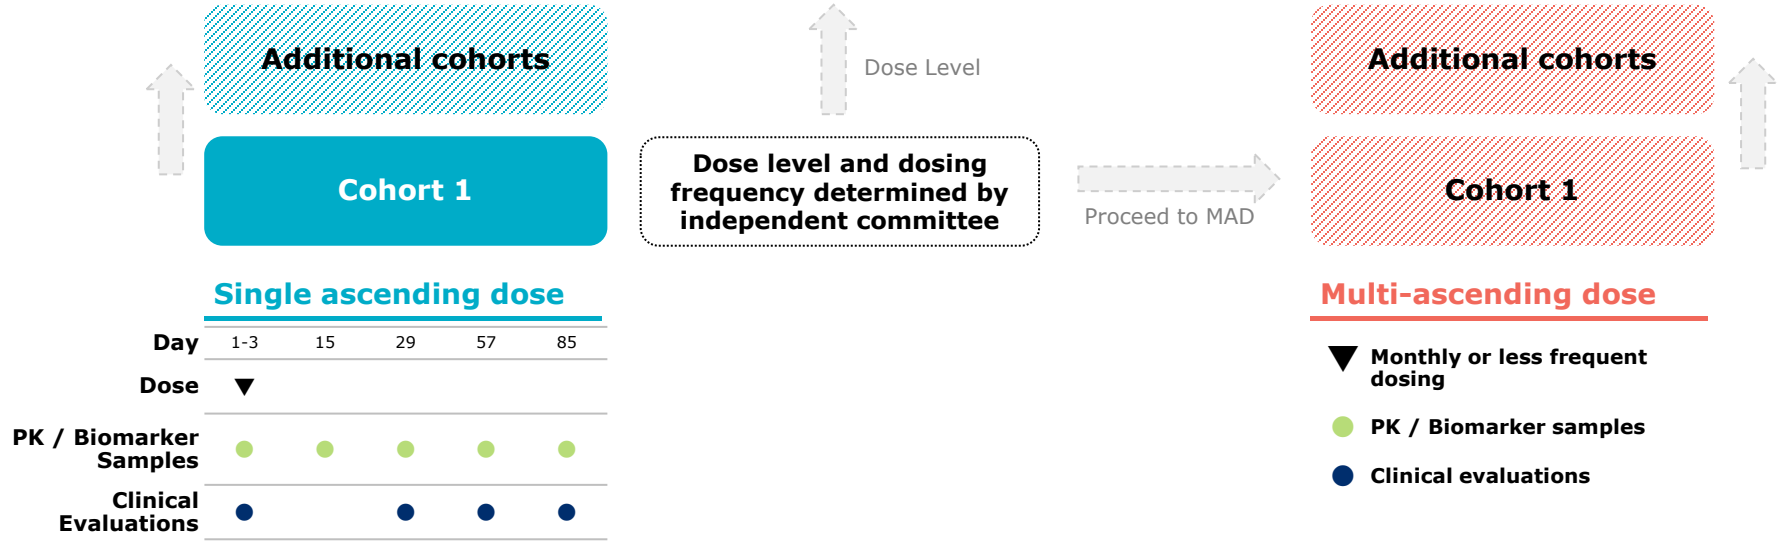 Additional cohorts
Dose Level
Additional cohorts
Cohort 1
Dose level and dosing
frequency determined by
independent committee
Proceed to MAD
Cohort 1
Single ascending dose
Multi-ascending dose
Day 1-3 15 29 57 85
Dose
PK / Biomarker
Samples
Clinical
Evaluations
Monthly or less frequent
dosing
PK / Biomarker samples
Clinical evaluations